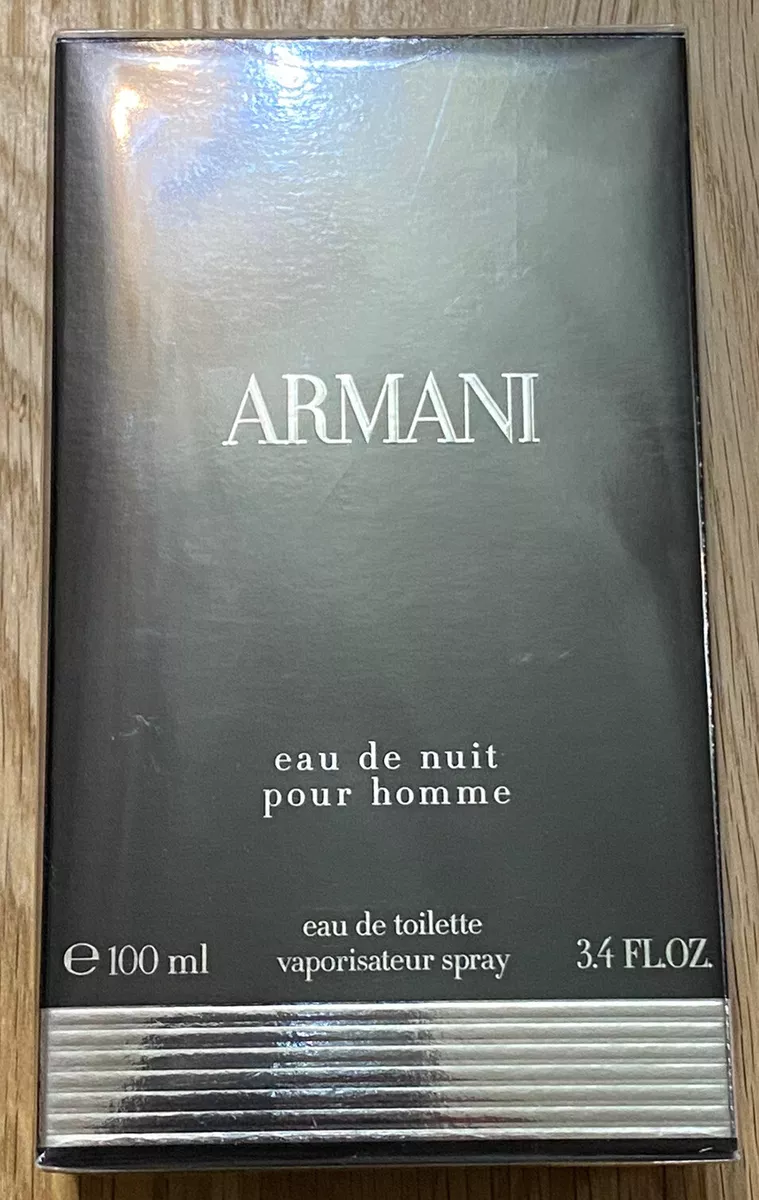 ARMANI
eau de nuit
pour homme
eau de toilette
vaporisateur spray
℮ 100 ml
3.4 FL.OZ.